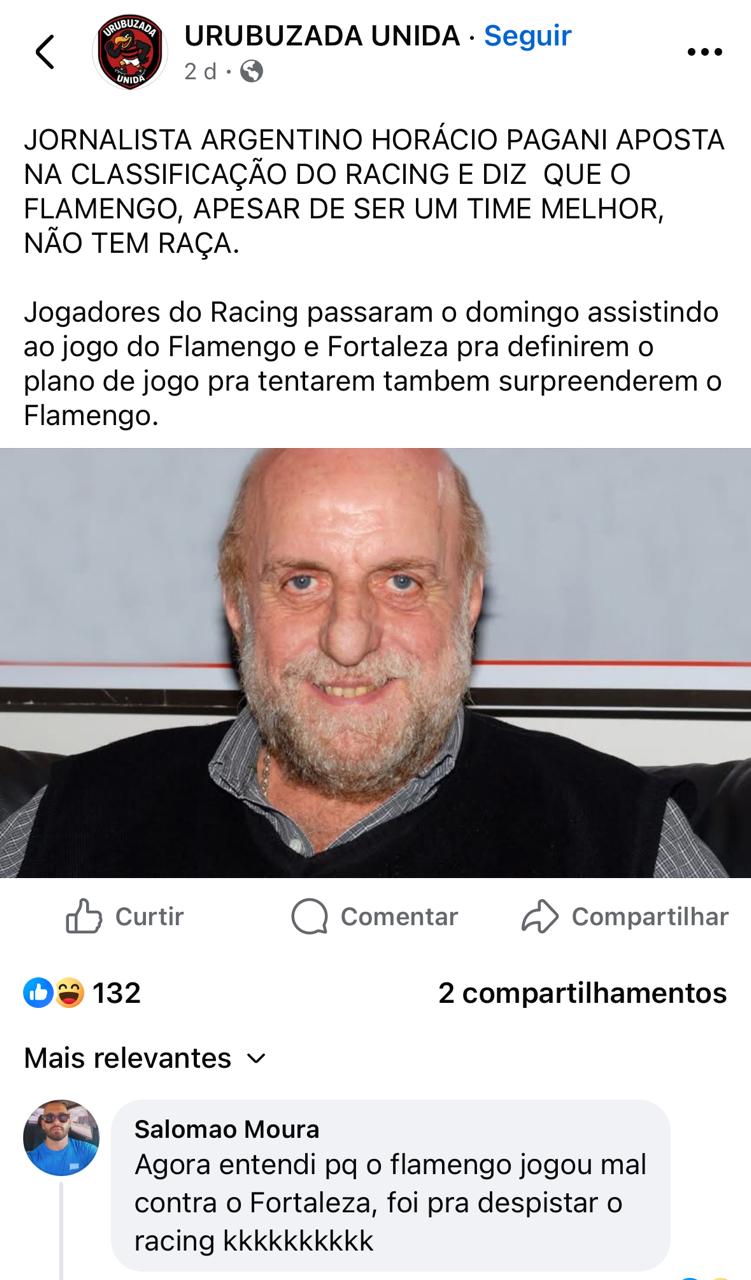 URUBUZADA
UNIDA
URUBUZADA UNIDA · Seguir
2 d ·
JORNALISTA ARGENTINO HORÁCIO PAGANI APOSTA
NA CLASSIFICAÇÃO DO RACING E DIZ  QUE O
FLAMENGO, APESAR DE SER UM TIME MELHOR,
NÃO TEM RAÇA.
Jogadores do Racing passaram o domingo assistindo
ao jogo do Flamengo e Fortaleza pra definirem o
plano de jogo pra tentarem tambem surpreenderem o
Flamengo.
Curtir
Comentar
Compartilhar
132
2 compartilhamentos
Mais relevantes
Salomao Moura
Agora entendi pq o flamengo jogou mal
contra o Fortaleza, foi pra despistar o
racing kkkkkkkkkk